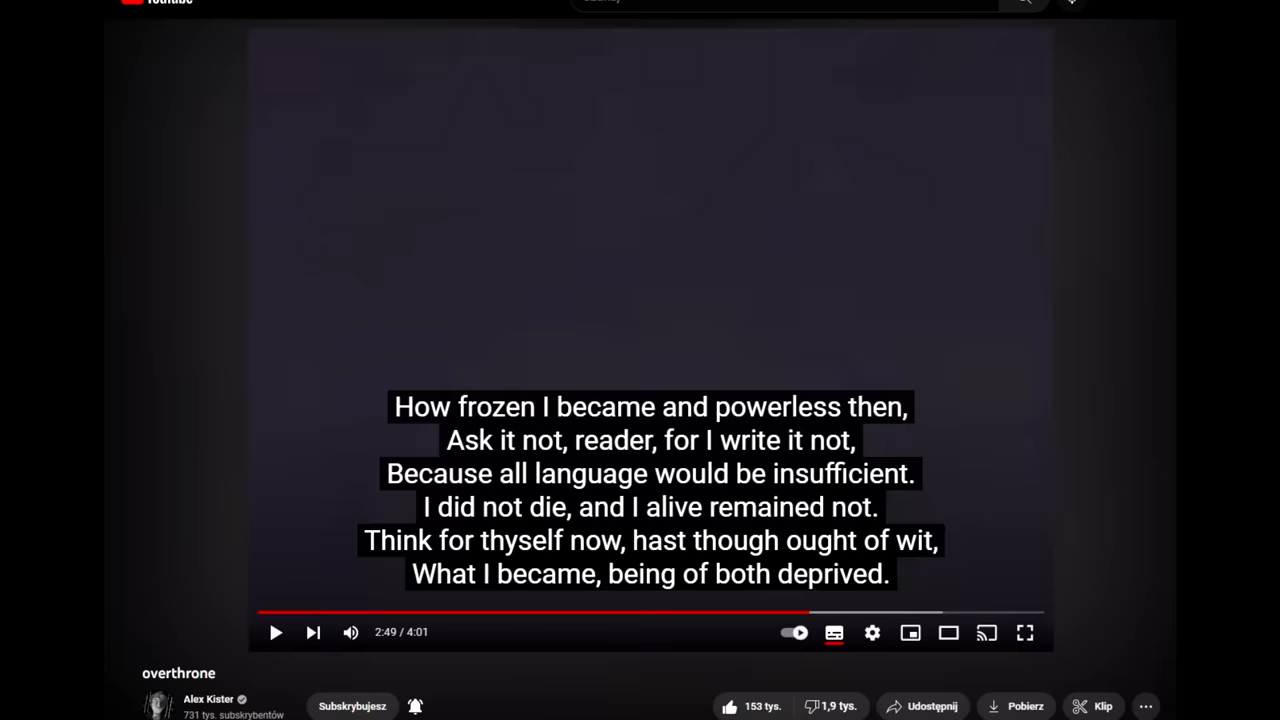 How frozen I became and powerless then,
Ask it not, reader, for I write it not,
Because all language would be insufficient.
I did not die, and I alive remained not.
Think for thyself now, hast though ought of wit,
What I became, being of both deprived.
2:49 / 4:01
overthrone
Alex Kister
731 tys. subskrybentów
Subskrybujesz
153 tys.
1,9 tys.
Udostępnij
Pobierz
Klip